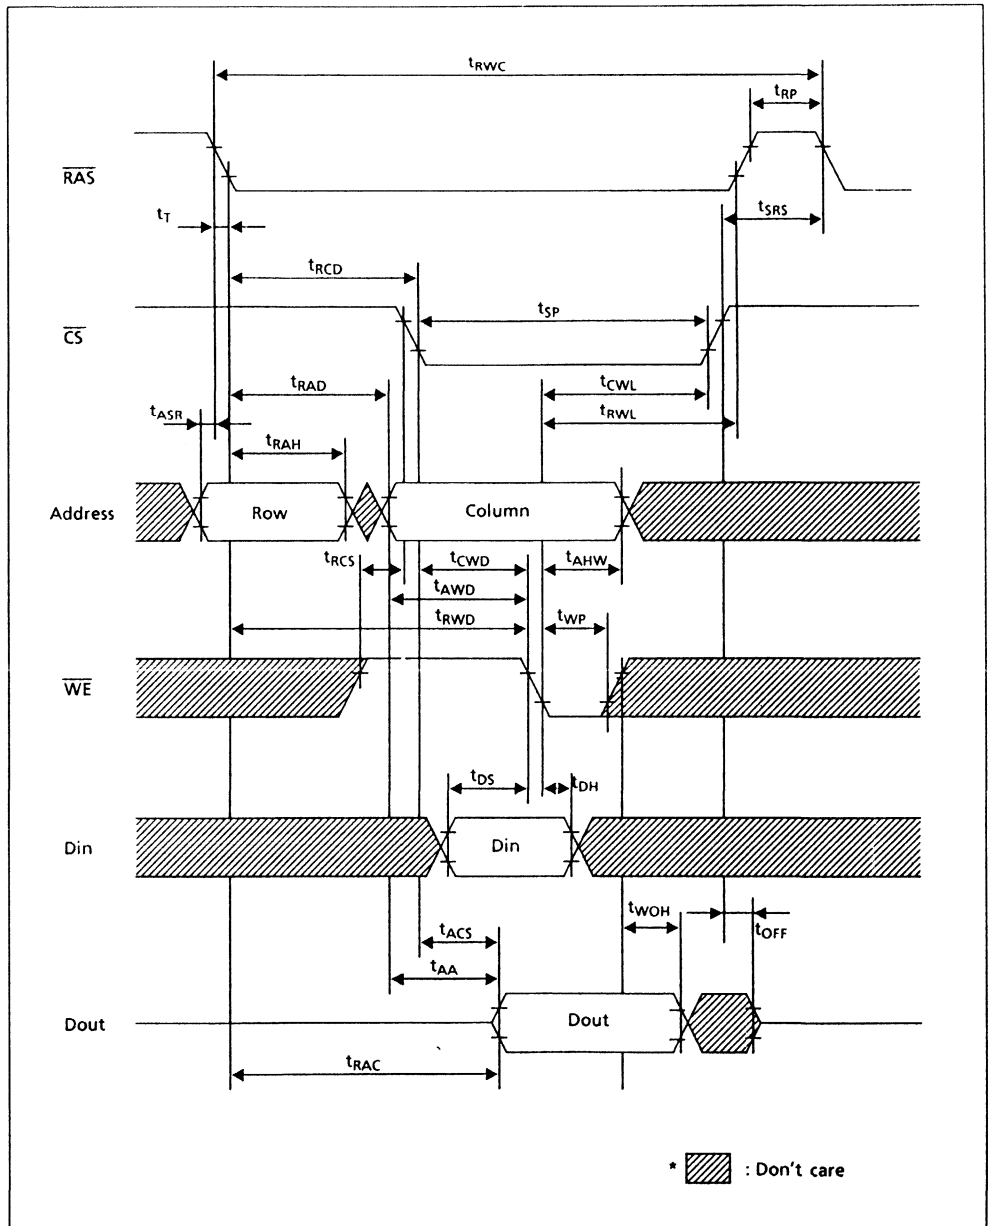 tRWC
tRP
RAS
tT
tSRS
tRCD
CS
tSP
tRAD
tCWL
tASR
tRWL
tRAH
Address
Row
Column
tRCS
tCWD
tAHW
tAWD
tRWD
tWP
WE
tDS
tDH
Din
Din
tWOH
tACS
tOFF
tAA
Dout
Dout
tRAC
* : Don't care